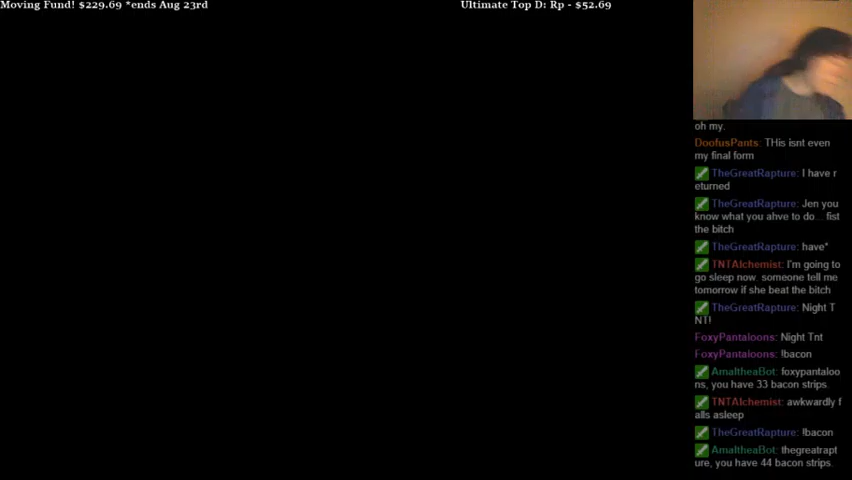 Moving Fund! $229.69 *ends Aug 23rd
Ultimate Top D: Rp - $52.69
oh my.
DoofusPants: THis isnt even
my final form
TheGreatRapture: I have r
eturned
TheGreatRapture: Jen you
know what you ahve to do... fist
the bitch
TheGreatRapture: have*
TNTAlchemist: I'm going to
go sleep now. someone tell me
tomorrow if she beat the bitch
TheGreatRapture: Night T
NT!
FoxyPantaloons: Night Tnt
FoxyPantaloons: !bacon
AmaltheaBot: foxypantaloo
ns, you have 33 bacon strips.
TNTAlchemist: awkwardly f
alls asleep
TheGreatRapture: !bacon
AmaltheaBot: thegreatrapt
ure, you have 44 bacon strips.